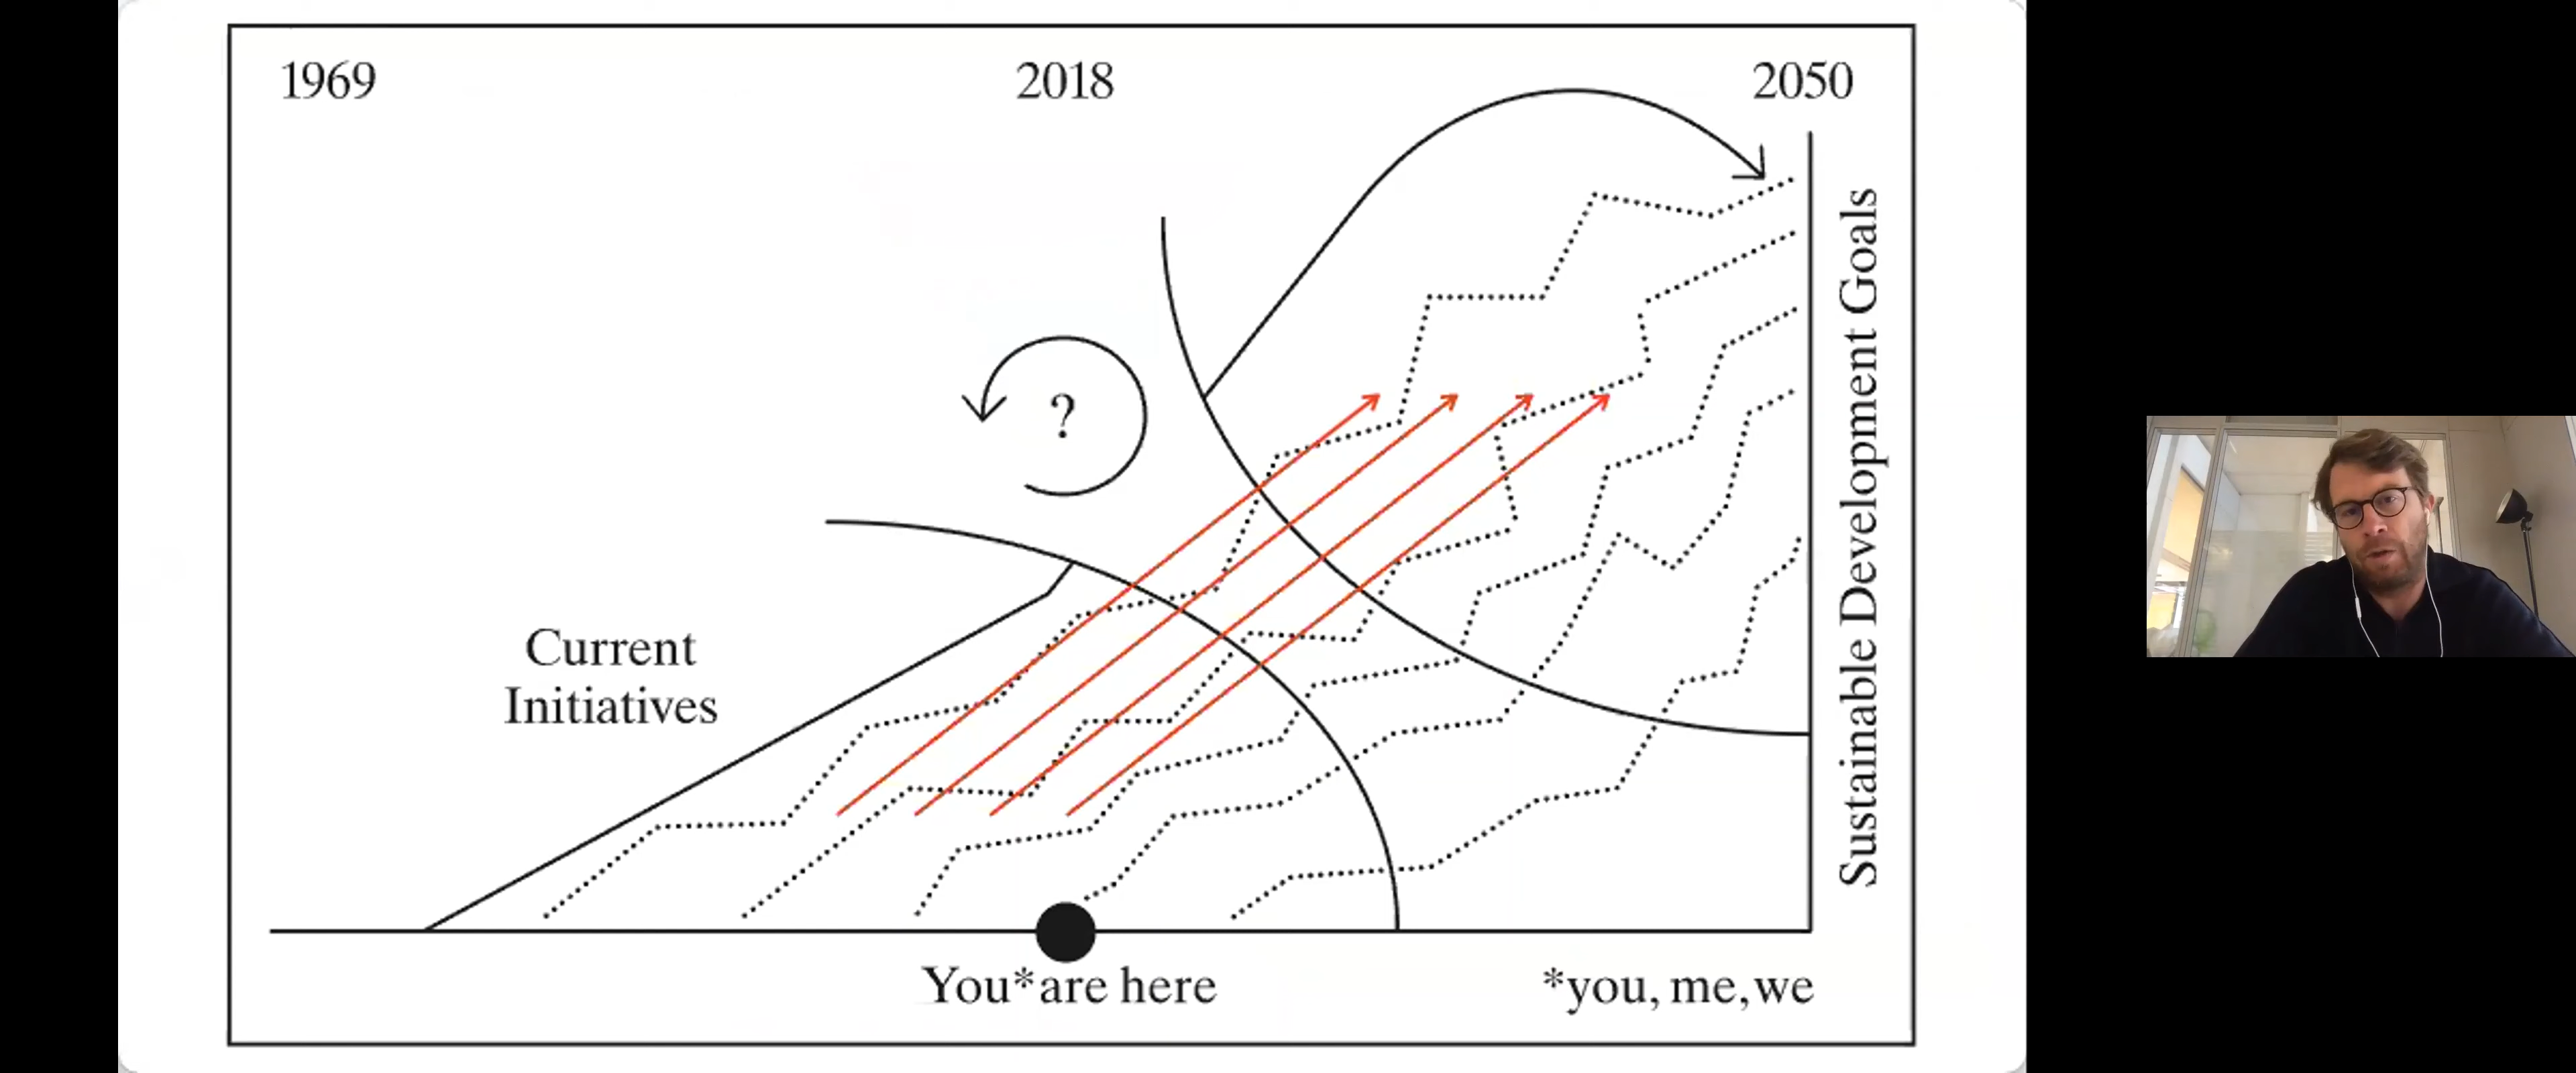 1969
2018
2050
?
Current
Initiatives
Sustainable Development Goals
You*are here
*you, me, we